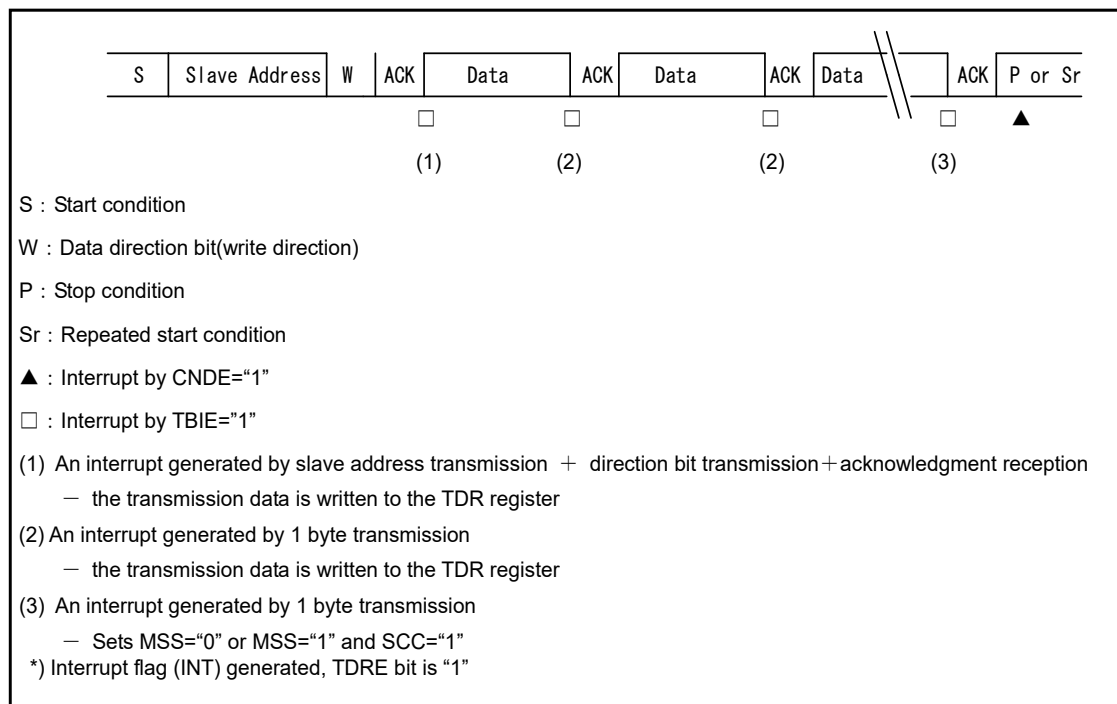 S Slave Address W ACK Data ACK Data ACK Data ACK P or Sr
□ □ □ □ ▲
(1) (2) (2) (3)
S : Start condition
W : Data direction bit(write direction)
P : Stop condition
Sr : Repeated start condition
▲ : Interrupt by CNDE=“1”
□ : Interrupt by TBIE=”1”
(1) An interrupt generated by slave address transmission + direction bit transmission+acknowledgment reception
－ the transmission data is written to the TDR register
(2) An interrupt generated by 1 byte transmission
－ the transmission data is written to the TDR register
(3) An interrupt generated by 1 byte transmission
－ Sets MSS=“0” or MSS=“1” and SCC=“1”
*) Interrupt flag (INT) generated, TDRE bit is “1”